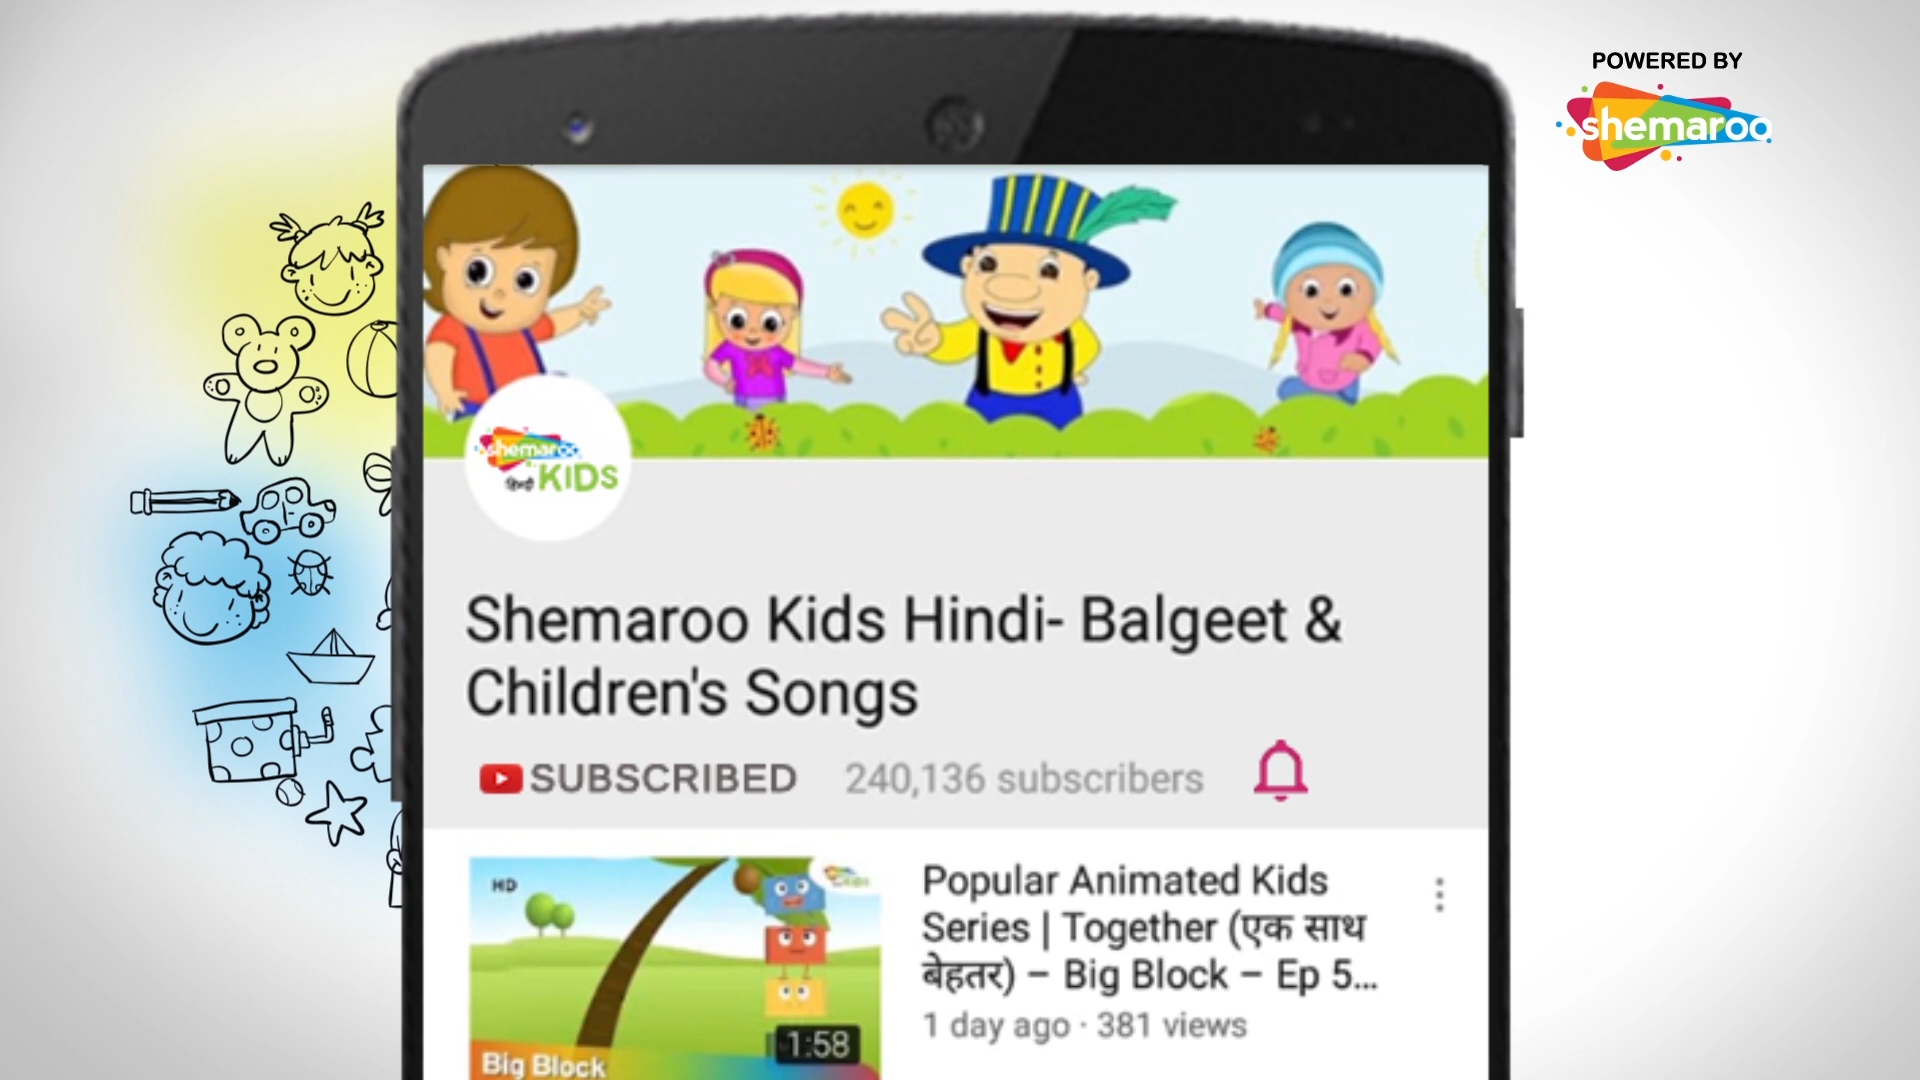 POWERED BY
shemaroo
shemaroo
हिन्दी KIDS
Shemaroo Kids Hindi- Balgeet &
Children's Songs
SUBSCRIBED 240,136 subscribers
HD
Popular Animated Kids
Series | Together (एक साथ
बेहतर) – Big Block – Ep 5...
1 day ago · 381 views
1:58
Big Block